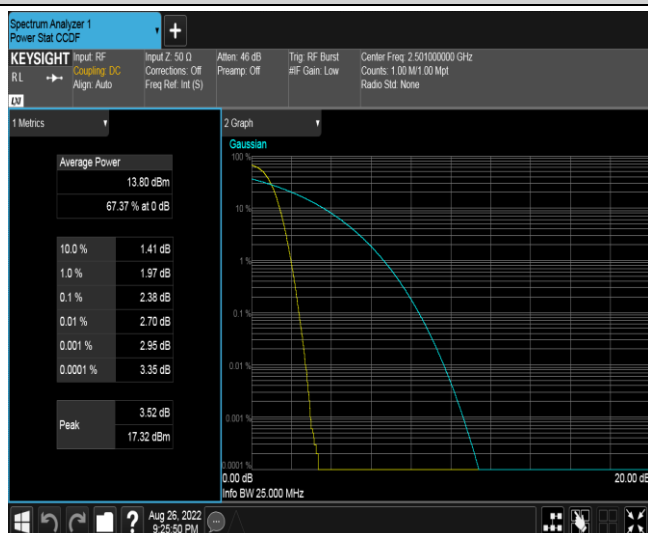 Spectrum Analyzer 1
Power Stat CCDF
+
KEYSIGHT
RL
Input: RF
Coupling: DC
Align: Auto
Input Z: 50 Ω
Corrections: Off
Freq Ref: Int (S)
Atten: 46 dB
Preamp: Off
Trig: RF Burst
#IF Gain: Low
Center Freq: 2.501000000 GHz
Counts: 1.00 M/1.00 Mpt
Radio Std: None
LXI
1 Metrics
Average Power
13.80 dBm
67.37 % at 0 dB
10.0 % 1.41 dB
1.0 % 1.97 dB
0.1 % 2.38 dB
0.01 % 2.70 dB
0.001 % 2.95 dB
0.0001 % 3.35 dB
Peak
3.52 dB
17.32 dBm
2 Graph
Gaussian
100 %
10 %
1 %
0.1 %
0.01 %
0.001 %
0.0001 %
0.00 dB 20.00 dB
Info BW 25.000 MHz
?
Aug 26, 2022
9:25:50 PM